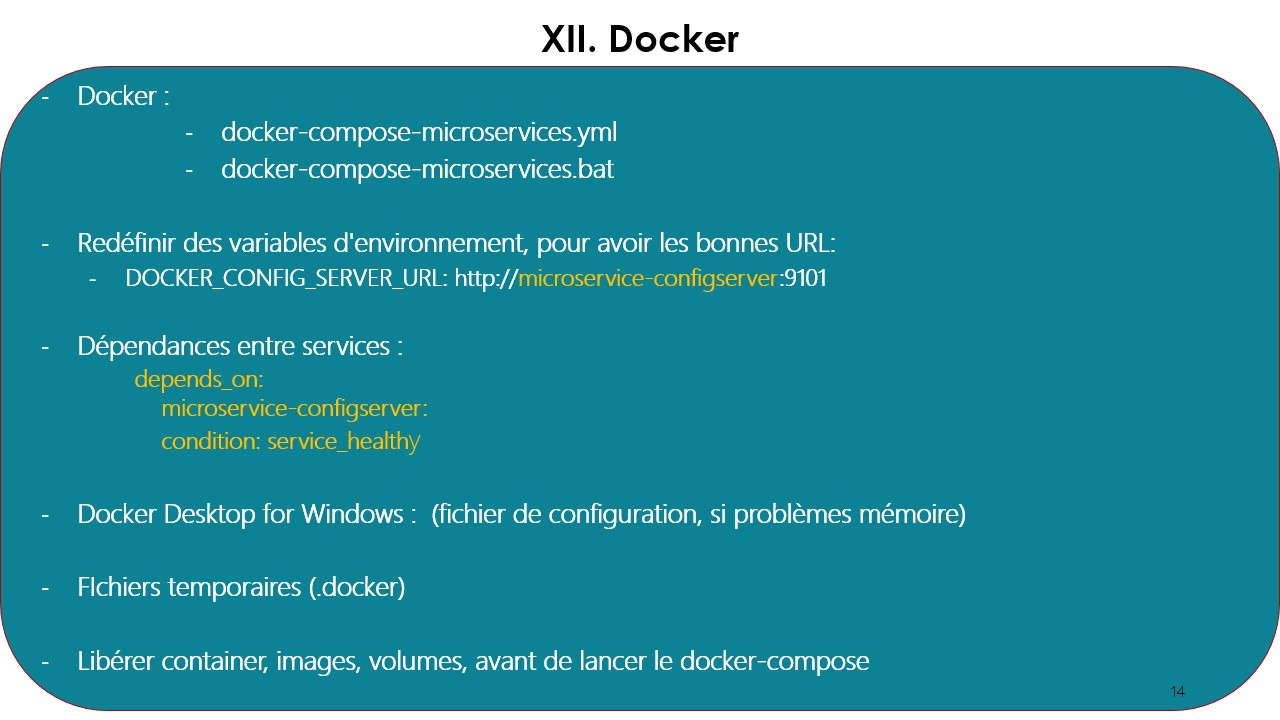 XII. Docker
- Docker :
- docker-compose-microservices.yml
- docker-compose-microservices.bat
- Redéfinir des variables d'environnement, pour avoir les bonnes URL:
- DOCKER_CONFIG_SERVER_URL: http://microservice-configserver:9101
- Dépendances entre services :
depends_on:
microservice-configserver:
condition: service_healthy
- Docker Desktop for Windows : (fichier de configuration, si problèmes mémoire)
- FIchiers temporaires (.docker)
- Libérer container, images, volumes, avant de lancer le docker-compose
14